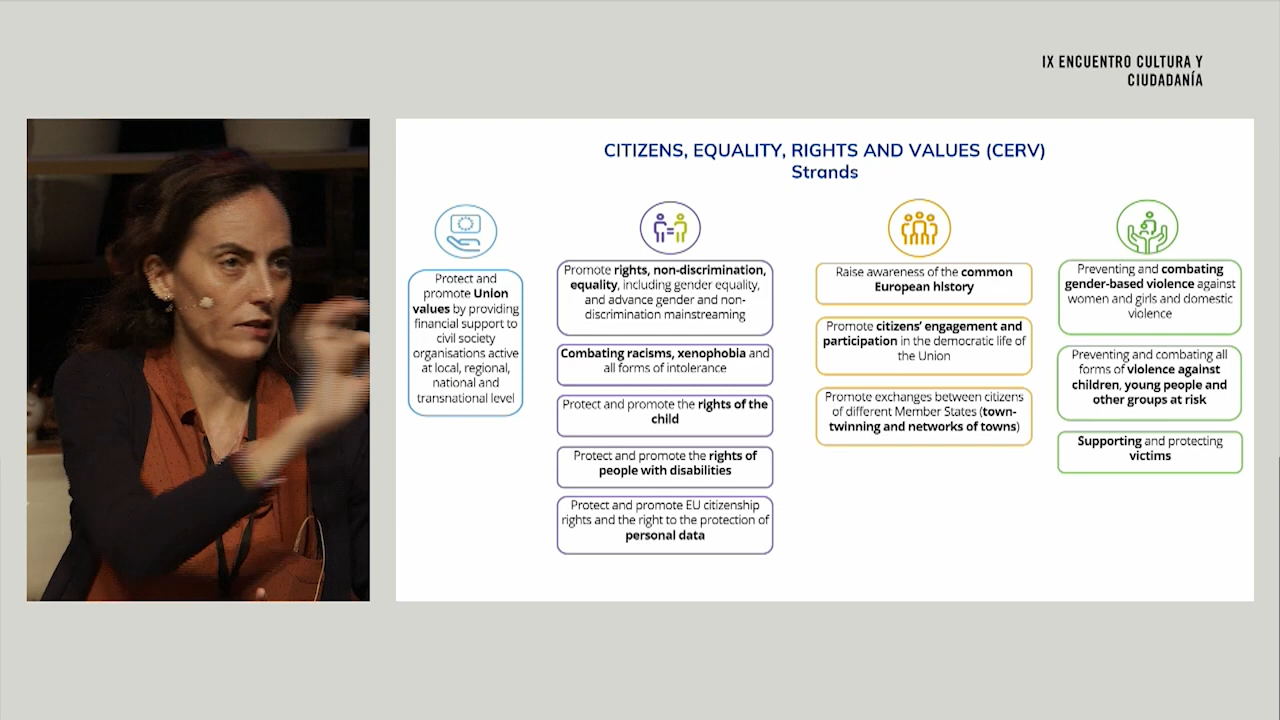 IX ENCUENTRO CULTURA Y
CIUDADANÍA
CITIZENS, EQUALITY, RIGHTS AND VALUES (CERV)
Strands
Protect and
promote Union
values by providing
financial support to
civil society
organisations active
at local, regional,
national and
transnational level
Promote rights, non-discrimination,
equality, including gender equality,
and advance gender and non-
discrimination mainstreaming
Combating racisms, xenophobia and
all forms of intolerance
Protect and promote the rights of the
child
Protect and promote the rights of
people with disabilities
Protect and promote EU citizenship
rights and the right to the protection of
personal data
Raise awareness of the common
European history
Promote citizens’ engagement and
participation in the democratic life of
the Union
Promote exchanges between citizens
of different Member States (town-
twinning and networks of towns)
Preventing and combating
gender-based violence against
women and girls and domestic
violence
Preventing and combating all
forms of violence against
children, young people and
other groups at risk
Supporting and protecting
victims